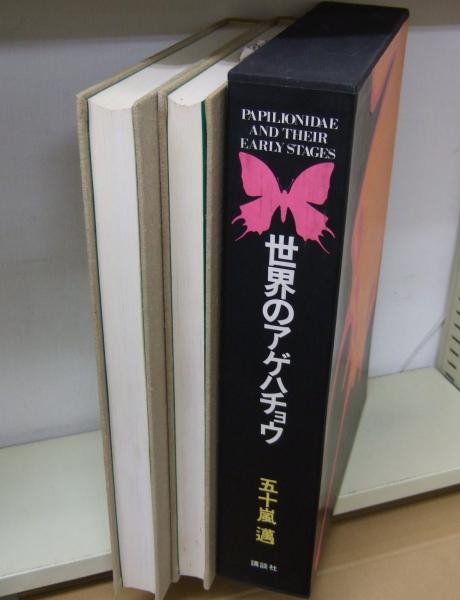 PAPILIONIDAE
AND THEIR
EARLY STAGES
世界のアゲハチョウ
五十嵐 邁
講談社